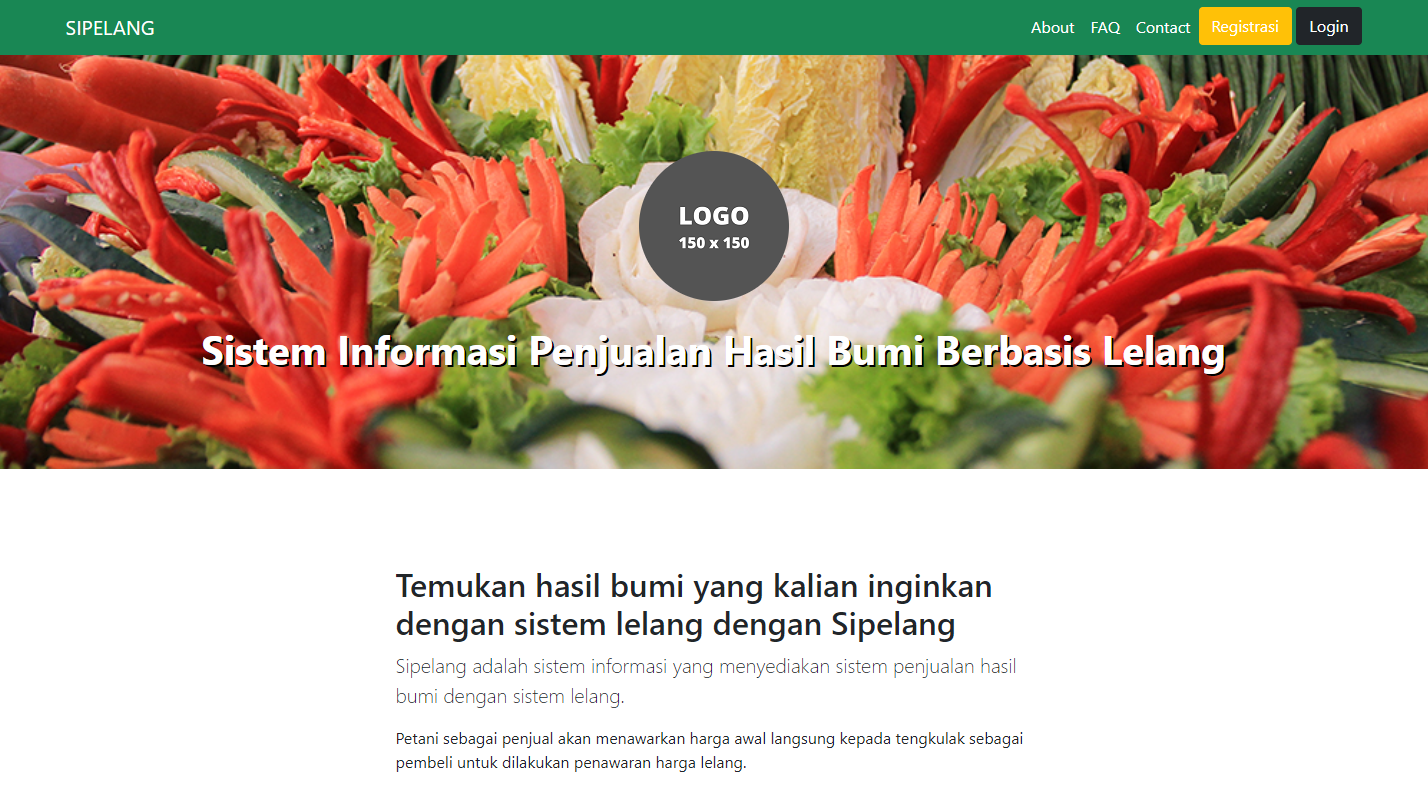 SIPELANG
About FAQ Contact Registrasi Login
LOGO
150 x 150
Sistem Informasi Penjualan Hasil Bumi Berbasis Lelang
Temukan hasil bumi yang kalian inginkan
dengan sistem lelang dengan Sipelang
Sipelang adalah sistem informasi yang menyediakan sistem penjualan hasil
bumi dengan sistem lelang.
Petani sebagai penjual akan menawarkan harga awal langsung kepada tengkulak sebagai
pembeli untuk dilakukan penawaran harga lelang.